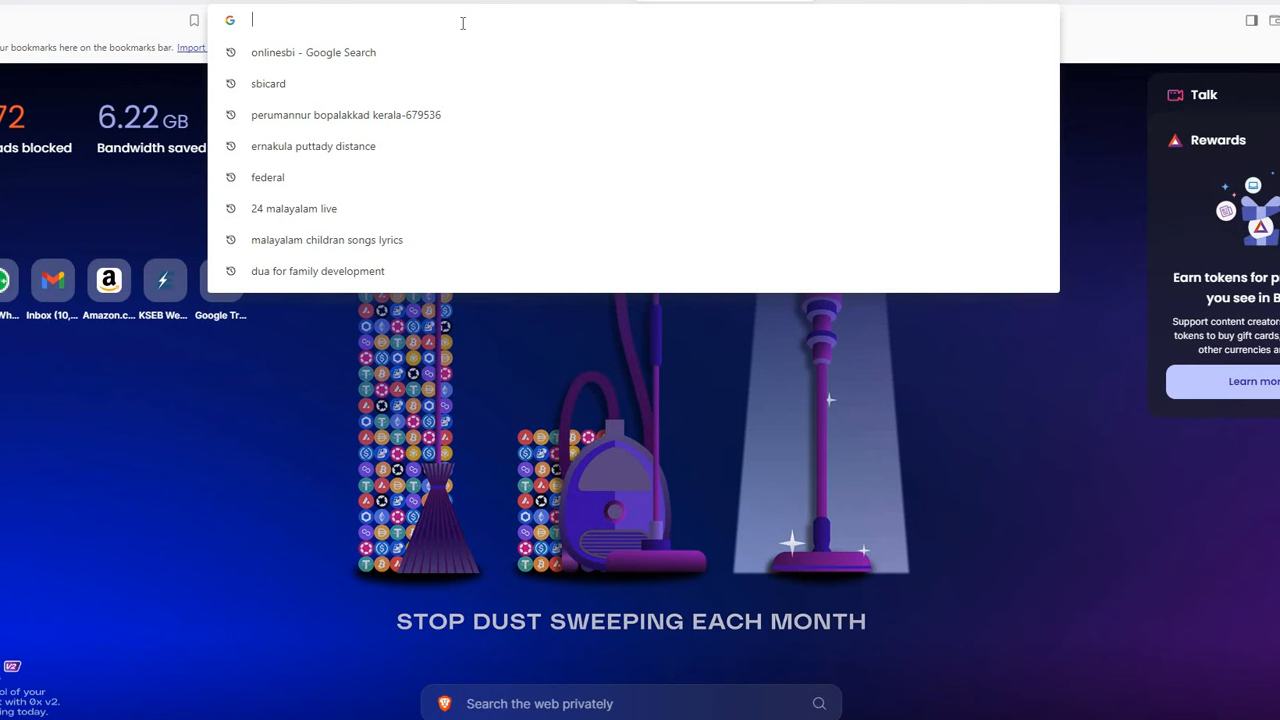 ur bookmarks here on the bookmarks bar. Import
onlinesbi - Google Search
sbicard
perumannur bopalakkad kerala-679536
ernakula puttady distance
federal
24 malayalam live
malayalam childran songs lyrics
dua for family development
72
ads blocked
6.22 GB
Bandwidth saved
Wh...
Inbox (10,...
Amazon.c...
KSEB We...
Google Tr...
Talk
Rewards
Earn tokens for p
you see in B
Support content creators
tokens to buy gift cards,
other currencies a
Learn mor
STOP DUST SWEEPING EACH MONTH
V2
ol of your
t with 0x v2.
ing today.
Search the web privately